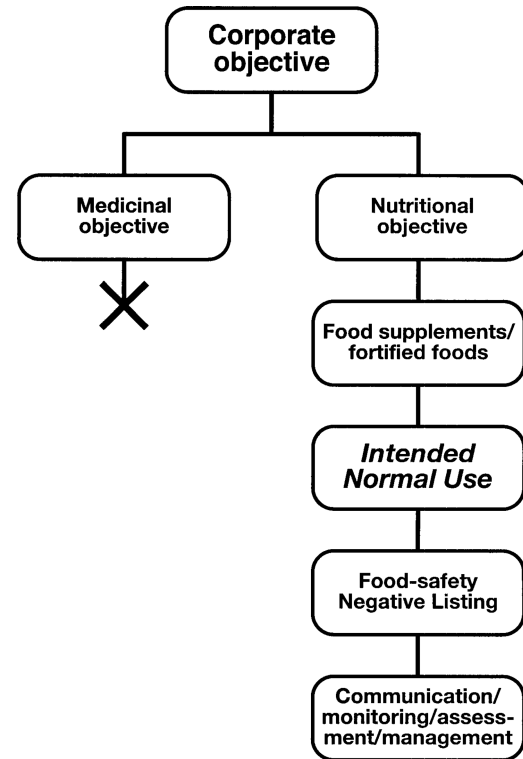 Corporate
objective
Medicinal
objective
Nutritional
objective
Food supplements/
fortified foods
Intended
Normal Use
Food-safety
Negative Listing
Communication/
monitoring/assess-
ment/management